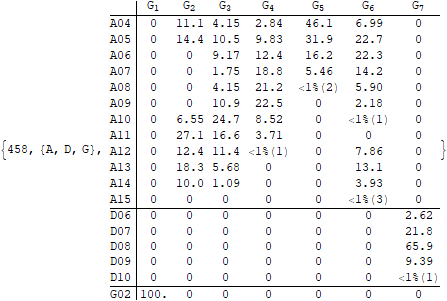 G1 G2 G3 G4 G5 G6 G7
A04 0 11.1 4.15 2.84 46.1 6.99 0
A05 0 14.4 10.5 9.83 31.9 22.7 0
A06 0 0 9.17 12.4 16.2 22.3 0
A07 0 0 1.75 18.8 5.46 14.2 0
A08 0 0 4.15 21.2 <1%(2) 5.90 0
A09 0 0 10.9 22.5 0 2.18 0
A10 0 6.55 24.7 8.52 0 <1%(1) 0
A11 0 27.1 16.6 3.71 0 0 0
{458, {A, D, G}, A12 0 12.4 11.4 <1%(1) 0 7.86 0 }
A13 0 18.3 5.68 0 0 13.1 0
A14 0 10.0 1.09 0 0 3.93 0
A15 0 0 0 0 0 <1%(3) 0
D06 0 0 0 0 0 0 2.62
D07 0 0 0 0 0 0 21.8
D08 0 0 0 0 0 0 65.9
D09 0 0 0 0 0 0 9.39
D10 0 0 0 0 0 0 <1%(1)
G02 100. 0 0 0 0 0 0